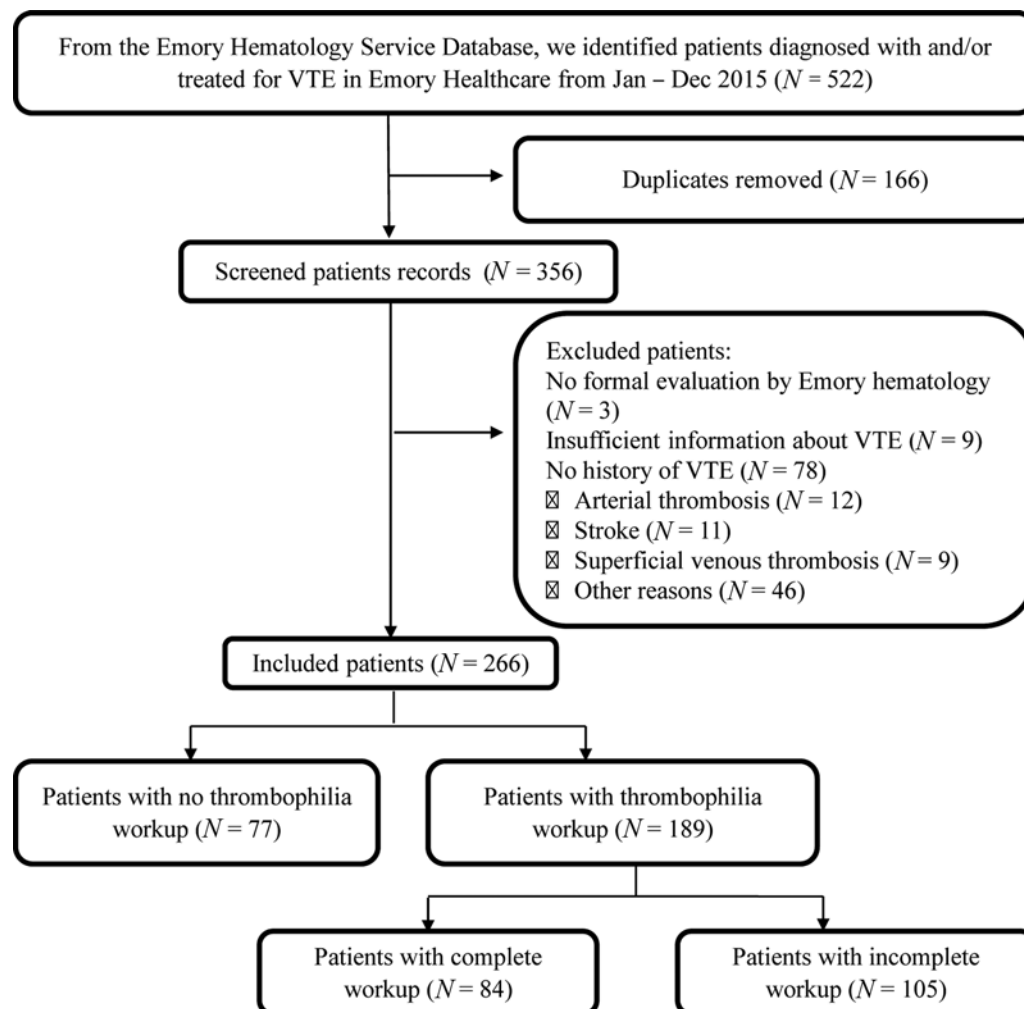 From the Emory Hematology Service Database, we identified patients diagnosed with and/or
treated for VTE in Emory Healthcare from Jan – Dec 2015 (N = 522)
Duplicates removed (N = 166)
Screened patients records (N = 356)
Excluded patients:
No formal evaluation by Emory hematology
(N = 3)
Insufficient information about VTE (N = 9)
No history of VTE (N = 78)
Arterial thrombosis (N = 12)
Stroke (N = 11)
Superficial venous thrombosis (N = 9)
Other reasons (N = 46)
Included patients (N = 266)
Patients with no thrombophilia
workup (N = 77)
Patients with thrombophilia
workup (N = 189)
Patients with complete
workup (N = 84)
Patients with incomplete
workup (N = 105)